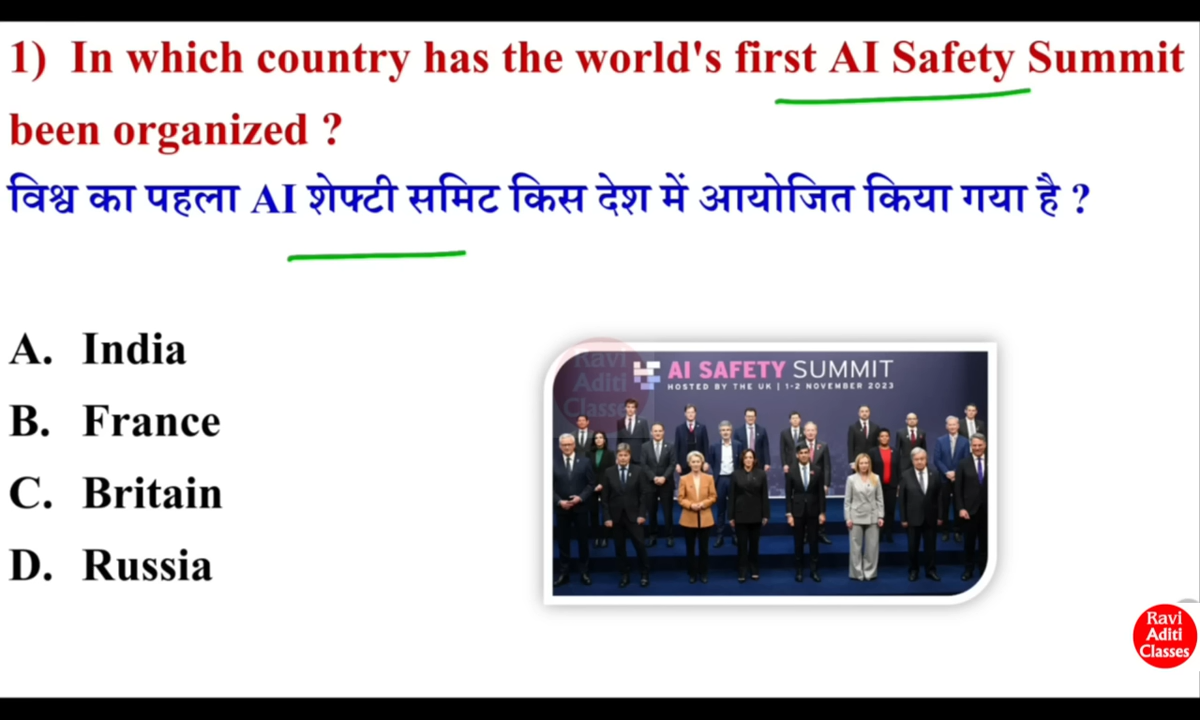 1) In which country has the world's first AI Safety Summit
been organized ?
विश्व का पहला AI शेफ्टी समिट किस देश में आयोजित किया गया है ?
A. India
B. France
C. Britain
D. Russia
Ravi
Aditi
Classes
AI SAFETY SUMMIT
HOSTED BY THE UK | 1-2 NOVEMBER 2023
Ravi
Aditi
Classes